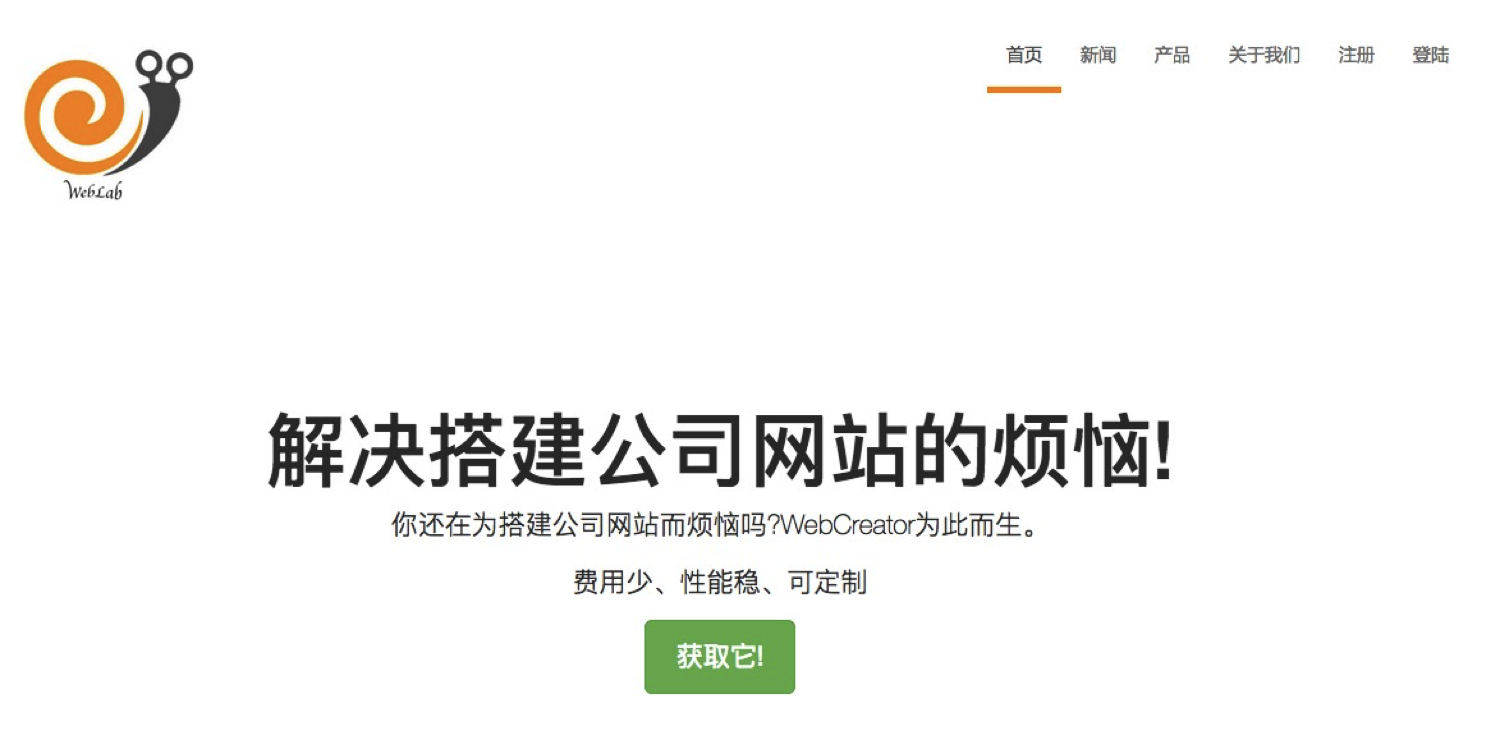 首页 新闻 产品 关于我们 注册 登陆
WebLab
解决搭建公司网站的烦恼!
你还在为搭建公司网站而烦恼吗?WebCreator为此而生。
费用少、性能稳、可定制
获取它!